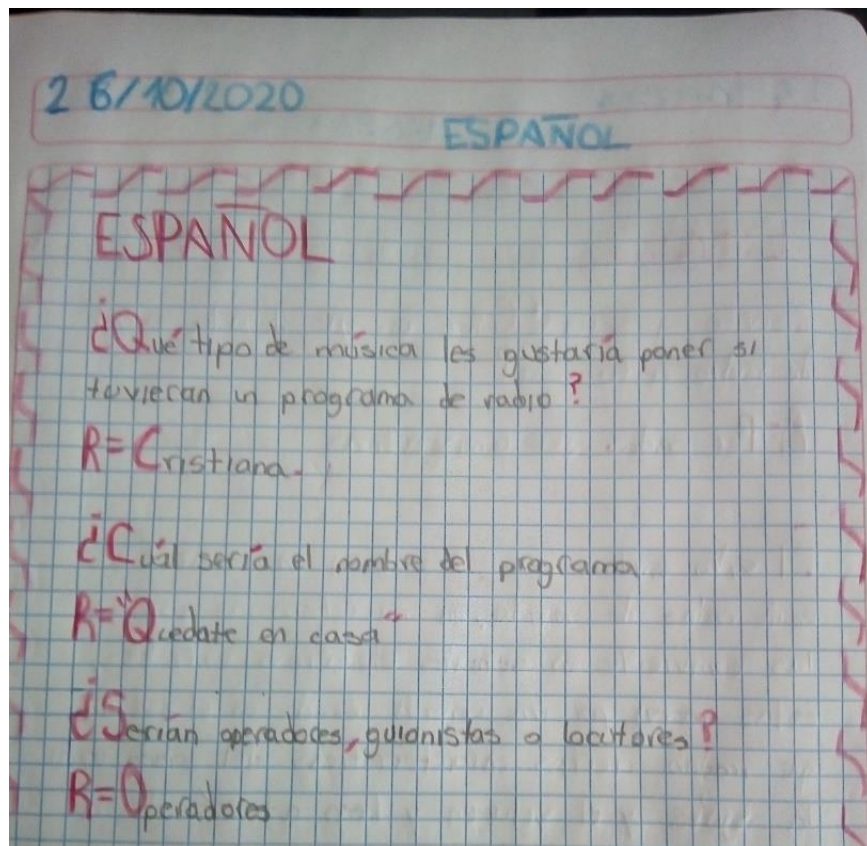 26/10/2020
ESPAÑOL
ESPAÑOL
¿Qué tipo de música les gustaría poner si
tuvieran un programa de radio?
R=Cristiana.
¿Cuál sería el nombre del programa
R="Quedate en casa"
¿Serían operadores, guionistas o locutores?
R=Operadores